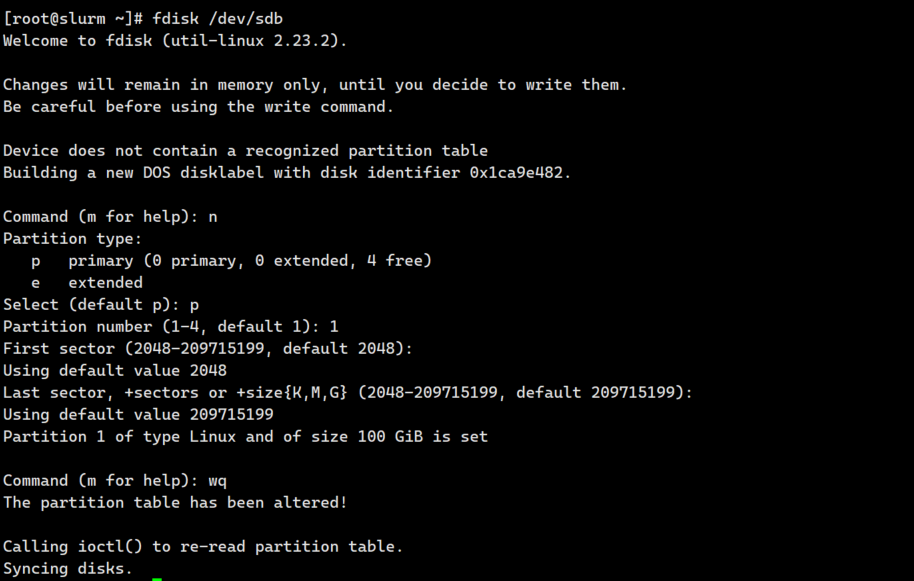 [root@slurm ~]# fdisk /dev/sdb
Welcome to fdisk (util-linux 2.23.2).

Changes will remain in memory only, until you decide to write them.
Be careful before using the write command.

Device does not contain a recognized partition table
Building a new DOS disklabel with disk identifier 0x1ca9e482.

Command (m for help): n
Partition type:
   p   primary (0 primary, 0 extended, 4 free)
   e   extended
Select (default p): p
Partition number (1-4, default 1): 1
First sector (2048-209715199, default 2048):
Using default value 2048
Last sector, +sectors or +size{K,M,G} (2048-209715199, default 209715199):
Using default value 209715199
Partition 1 of type Linux and of size 100 GiB is set

Command (m for help): wq
The partition table has been altered!

Calling ioctl() to re-read partition table.
Syncing disks.